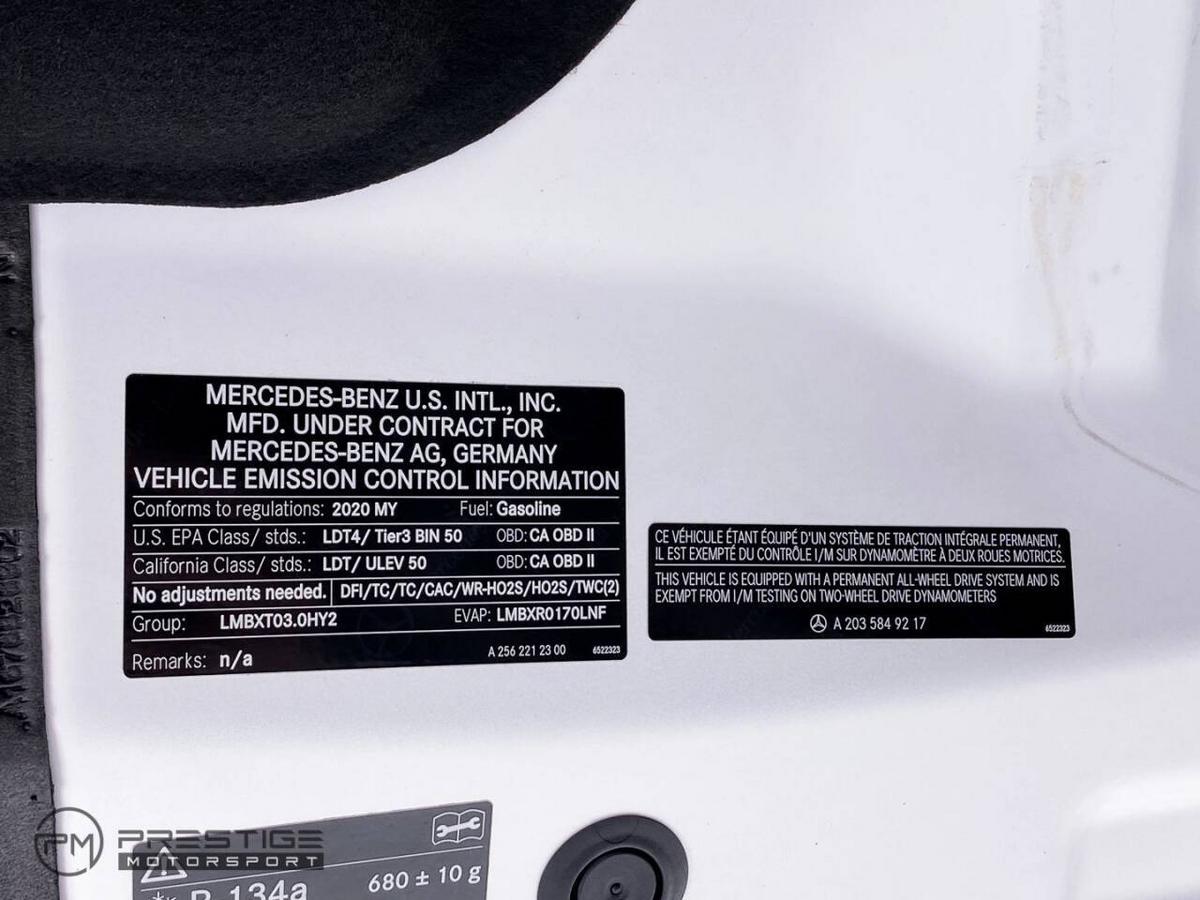 MERCEDES-BENZ U.S. INTL., INC.
MFD. UNDER CONTRACT FOR
MERCEDES-BENZ AG, GERMANY
VEHICLE EMISSION CONTROL INFORMATION
Conforms to regulations: 2020 MY Fuel: Gasoline
U.S. EPA Class/ stds.: LDT4/ Tier3 BIN 50 OBD: CA OBD II
California Class/ stds.: LDT/ ULEV 50 OBD: CA OBD II
No adjustments needed. DFI/TC/TC/CAC/WR-HO2S/HO2S/TWC(2)
Group: LMBXT03.0HY2 EVAP: LMBXR0170LNF
Remarks: n/a A 256 221 23 00 6522323
CE VÉHICULE ÉTANT ÉQUIPÉ D'UN SYSTÈME DE TRACTION INTÉGRALE PERMANENT,
IL EST EXEMPTÉ DU CONTRÔLE I/M SUR DYNAMOMÈTRE À DEUX ROUES MOTRICES.
THIS VEHICLE IS EQUIPPED WITH A PERMANENT ALL-WHEEL DRIVE SYSTEM AND IS
EXEMPT FROM I/M TESTING ON TWO-WHEEL DRIVE DYNAMOMETERS
A 203 584 92 17 6522323
PM PRESTIGE
MOTORSPORT
R 134a 680 ± 10 g